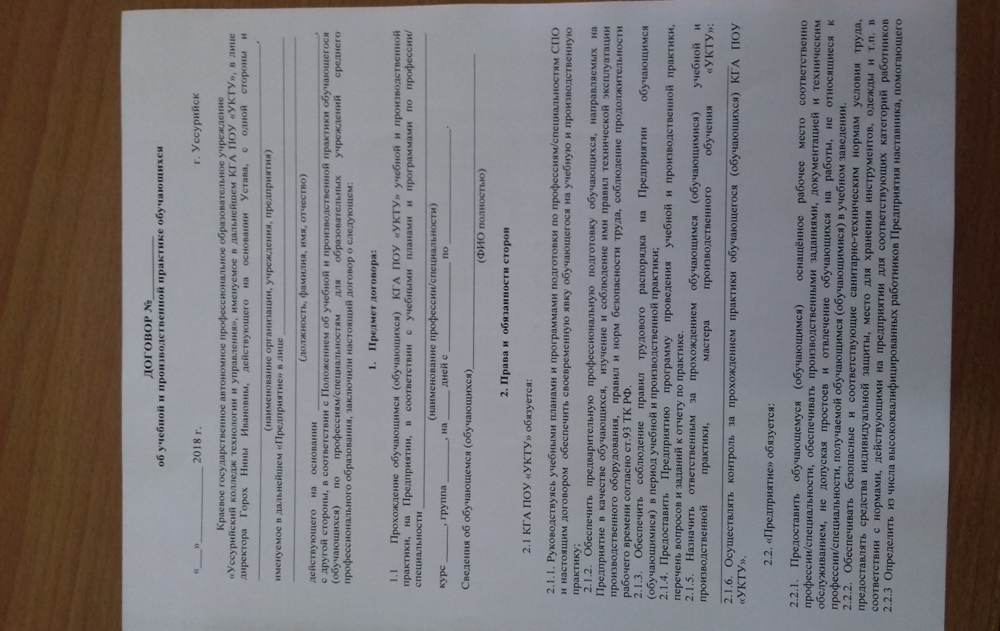 ДОГОВОР №________
об учебной и производственной практике обучающихся
«___»______________ 2018 г. г. Уссурийск
Краевое государственное автономное профессиональное образовательное учреждение
«Уссурийский колледж технологии и управления», именуемое в дальнейшем КГА ПОУ «УКТУ», в лице
директора Горох Нины Ивановны, действующего на основании Устава, с одной стороны и
________________________________________,
(наименование организации, учреждения, предприятия)
именуемое в дальнейшем «Предприятие» в лице ________________________________________
________________________________________
(должность, фамилия, имя, отчество)
действующего на основании ________________________________________,
с другой стороны, в соответствии с Положением об учебной и производственной практики обучающегося
(обучающихся) по профессиям/специальностям для образовательных учреждений среднего
профессионального образования, заключили настоящий договор о следующем:
1. Предмет договора:
1.1 Прохождение обучающимся (обучающихся) КГА ПОУ «УКТУ» учебной и производственной
практики, на Предприятии, в соответствии с учебными планами и программами по профессии/
специальности ________________________________________
(наименование профессии/специальности)
курс _____, группа ________, на_____ дней с ______________ по __________________.
Сведения об обучающемся (обучающихся)________________________________________
(ФИО полностью)
2. Права и обязанности сторон
2.1 КГА ПОУ «УКТУ» обязуется:
2.1.1. Руководствуясь учебными планами и программами подготовки по профессиям/специальностям СПО
и настоящим договором обеспечить своевременную явку обучающегося на учебную и производственную
практику;
2.1.2. Обеспечить предварительную профессиональную подготовку обучающихся, направляемых на
Предприятие в качестве обучающихся, изучение и соблюдение ими правил технической эксплуатации
производственного оборудования, правил и норм безопасности труда, соблюдение продолжительности
рабочего времени согласно ст.93 ТК РФ.
2.1.3. Обеспечить соблюдение правил трудового распорядка на Предприятии обучающимся
(обучающимися) в период учебной и производственной практики;
2.1.4. Предоставить Предприятию программу проведения учебной и производственной практики,
перечень вопросов и заданий к отчету по практике.
2.1.5. Назначить ответственным за прохождением обучающимся (обучающимися) учебной и
производственной практики, мастера производственного обучения «УКТУ»:
________________________________________
2.1.6. Осуществлять контроль за прохождением практики обучающегося (обучающихся) КГА ПОУ
«УКТУ».
2.2. «Предприятие» обязуется:
2.2.1. Предоставить обучающемуся (обучающимся) оснащённое рабочее место соответственно
профессии/специальности, обеспечивать производственными заданиями, документацией и техническим
обслуживанием, не допуская простоев и отвлечение обучающихся на работы, не относящиеся к
профессии/специальности, получаемой обучающимся (обучающимися) в учебном заведении.
2.2.2. Обеспечивать безопасные и соответствующие санитарно-техническим нормам условия труда,
предоставлять средства индивидуальной защиты, место для хранения инструментов, одежды и т.п. в
соответствии с нормами, действующими на предприятии для соответствующих категорий работников
2.2.3 Определить из числа высококвалифицированных работников Предприятия наставника, помогающего